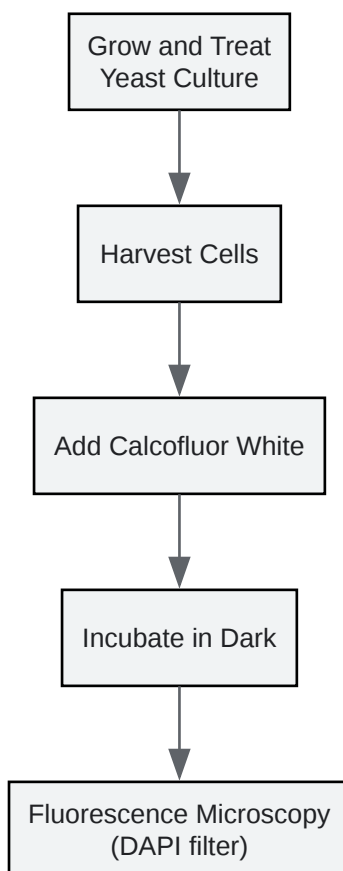 Grow and Treat
Yeast Culture
Harvest Cells
Add Calcofluor White
Incubate in Dark
Fluorescence Microscopy
(DAPI filter)